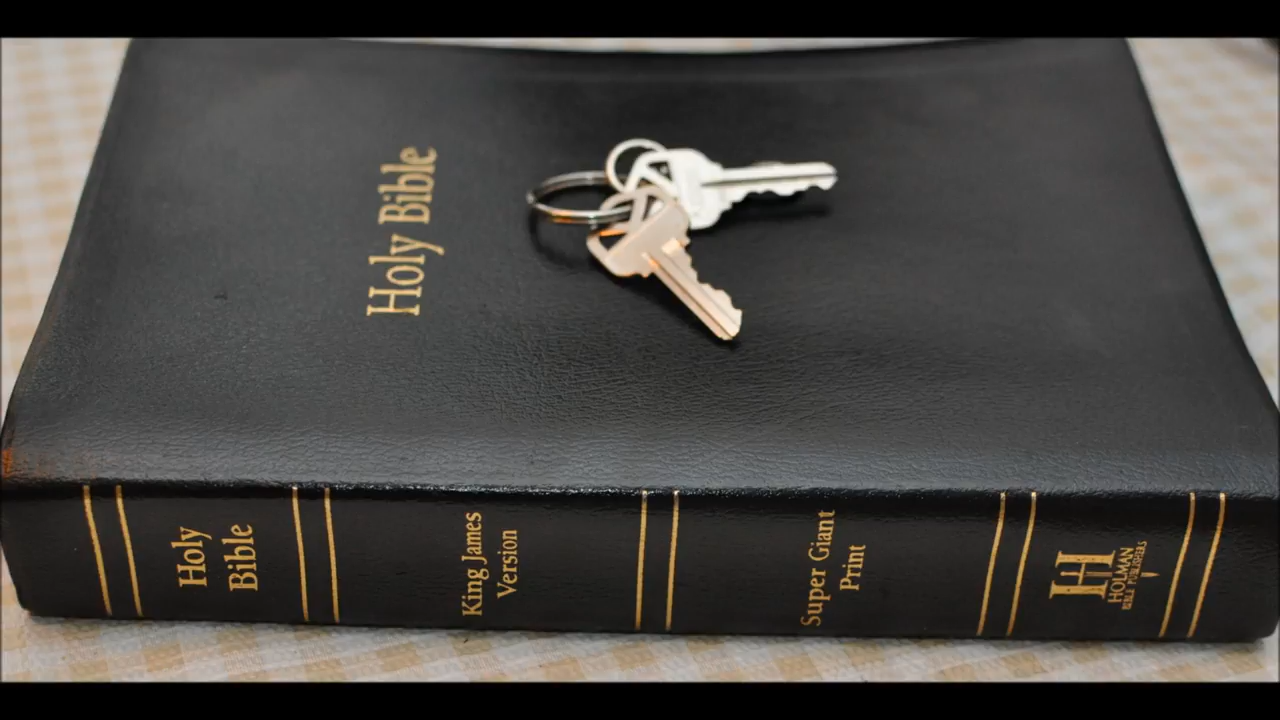 Holy Bible
Holy
Bible
King James
Version
Super Giant
Print
HOLMAN
BIBLE PUBLISHERS